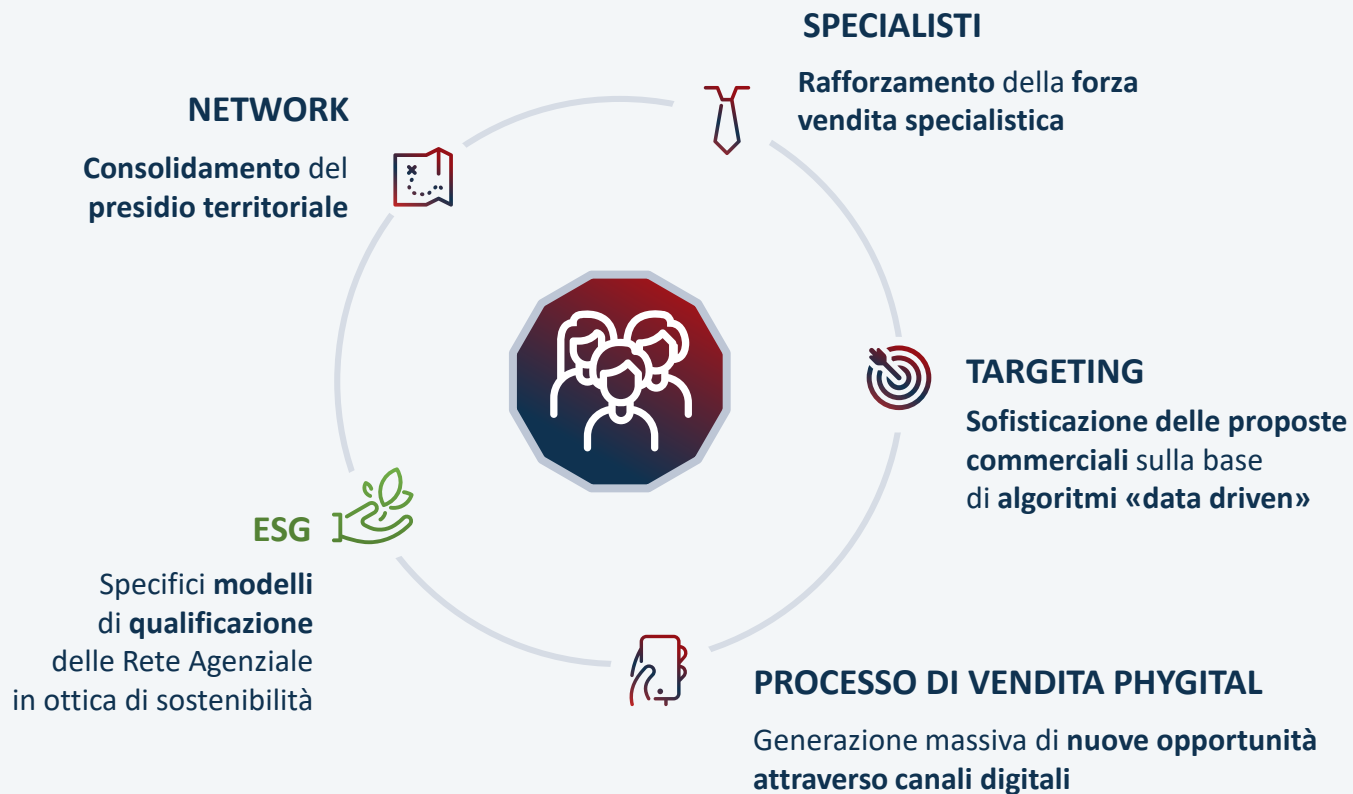 SPECIALISTI
Rafforzamento della forza
vendita specialistica
NETWORK
Consolidamento del
presidio territoriale
TARGETING
Sofisticazione delle proposte
commerciali sulla base
di algoritmi «data driven»
ESG
Specifici modelli
di qualificazione
delle Rete Agenziale
in ottica di sostenibilità
PROCESSO DI VENDITA PHYGITAL
Generazione massiva di nuove opportunità
attraverso canali digitali